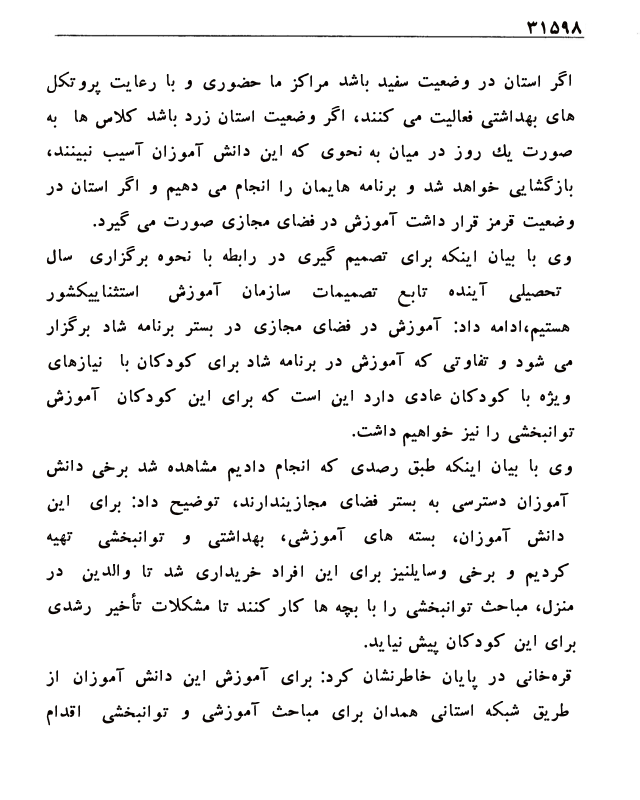 ۳۱۵۹۸
اگر استان در وضعیت سفید باشد مراکز ما حضوری و با رعایت پروتکل
های بهداشتی فعالیت می کنند، اگر وضعیت استان زرد باشد کلاس ها به
صورت یك روز در میان به نحوی که این دانش آموزان آسیب نبینند،
بازگشایی خواهد شد و برنامه هایمان را انجام می دهیم و اگر استان در
وضعیت قرمز قرار داشت آموزش در فضای مجازی صورت می گیرد.
وی با بیان اینکه برای تصمیم گیری در رابطه با نحوه برگزاری سال
تحصیلی آینده تابع تصمیمات سازمان آموزش استثناییکشور
هستیم،ادامه داد: آموزش در فضای مجازی در بستر برنامه شاد برگزار
می شود و تفاوتی که آموزش در برنامه شاد برای کودکان با نیازهای
ویژه با کودکان عادی دارد این است که برای این کودکان آموزش
توانبخشی را نیز خواهیم داشت.
وی با بیان اینکه طبق رصدی که انجام دادیم مشاهده شد برخی دانش
آموزان دسترسی به بستر فضای مجازیندارند، توضیح داد: برای این
دانش آموزان، بسته های آموزشی، بهداشتی و توانبخشی تهیه
کردیم و برخی وسایلنیز برای این افراد خریداری شد تا والدین در
منزل، مباحث توانبخشی را با بچه ها کار کنند تا مشکلات تأخیر رشدی
برای این کودکان پیش نیاید.
قره‌خانی در پایان خاطرنشان کرد: برای آموزش این دانش آموزان از
طریق شبکه استانی همدان برای مباحث آموزشی و توانبخشی اقدام